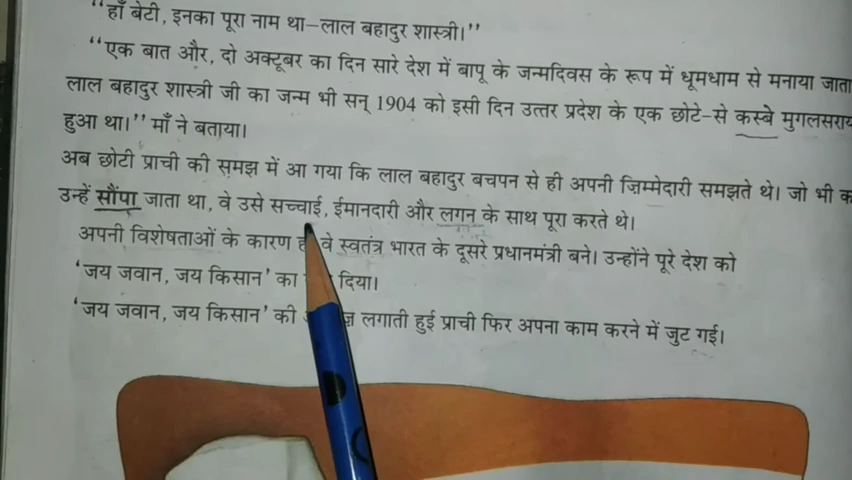 “हाँ बेटी, इनका पूरा नाम था–लाल बहादुर शास्त्री।”
“एक बात और, दो अक्टूबर का दिन सारे देश में बापू के जन्मदिवस के रूप में धूमधाम से मनाया जाता
लाल बहादुर शास्त्री जी का जन्म भी सन् 1904 को इसी दिन उत्तर प्रदेश के एक छोटे-से कस्बे मुगलसराय
हुआ था।” माँ ने बताया।
अब छोटी प्राची की समझ में आ गया कि लाल बहादुर बचपन से ही अपनी ज़िम्मेदारी समझते थे। जो भी
उन्हें सौंपा जाता था, वे उसे सच्चाई, ईमानदारी और लगन के साथ पूरा करते थे।
अपनी विशेषताओं के कारण वे स्वतंत्र भारत के दूसरे प्रधानमंत्री बने। उन्होंने पूरे देश को
‘जय जवान, जय किसान’ का दिया।
‘जय जवान, जय किसान’ की लगाती हुई प्राची फिर अपना काम करने में जुट गई।